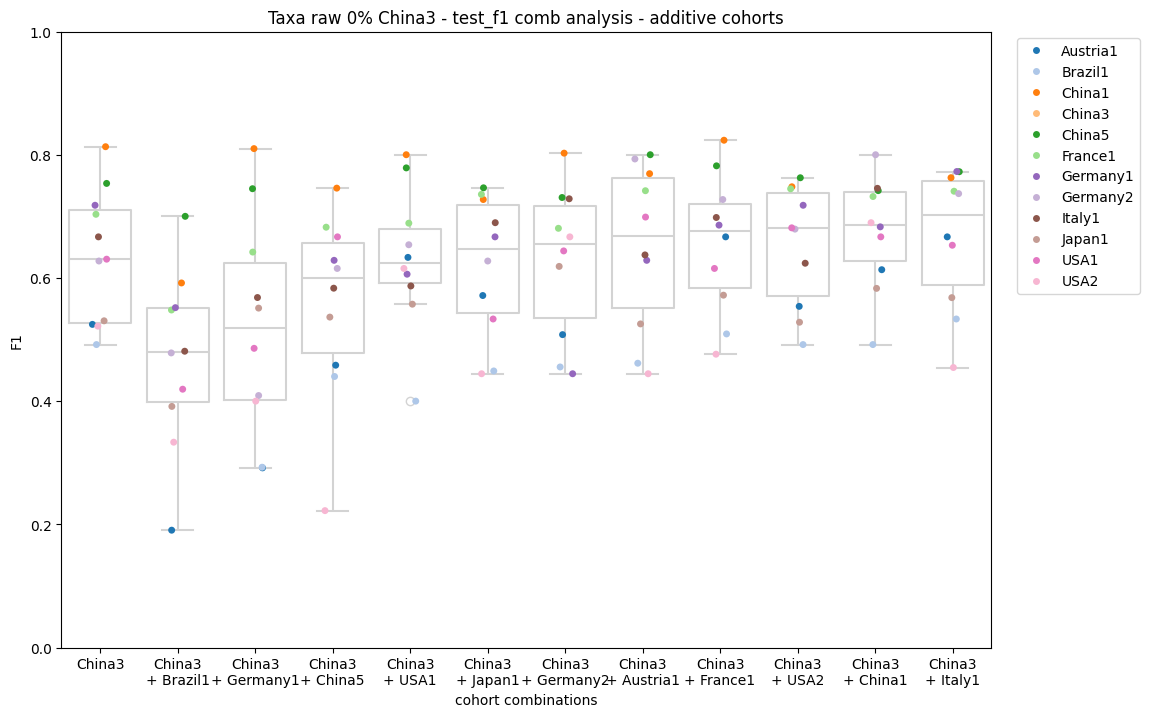 Taxa raw 0% China3 - test_f1 comb analysis - additive cohorts
1.0
0.8
0.6
0.4
0.2
0.0
F1
China3
China3
+ Brazil1
China3
+ Germany1
China3
+ China5
China3
+ USA1
China3
+ Japan1
China3
+ Germany2
China3
+ Austria1
China3
+ France1
China3
+ USA2
China3
+ China1
China3
+ Italy1
cohort combinations
Austria1
Brazil1
China1
China3
China5
France1
Germany1
Germany2
Italy1
Japan1
USA1
USA2